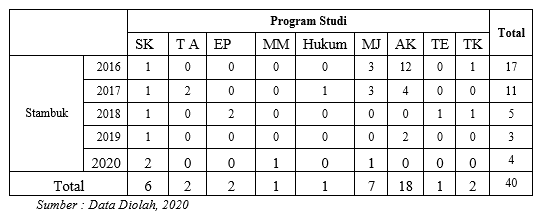 Program Studi Total
SK T A EP MM Hukum MJ AK TE TK
Stambuk 2016 1 0 0 0 0 3 12 0 1 17
2017 1 2 0 0 1 3 4 0 0 11
2018 1 0 2 0 0 0 0 1 1 5
2019 1 0 0 0 0 0 2 0 0 3
2020 2 0 0 1 0 1 0 0 0 4
Total 6 2 2 1 1 7 18 1 2 40
Sumber : Data Diolah, 2020